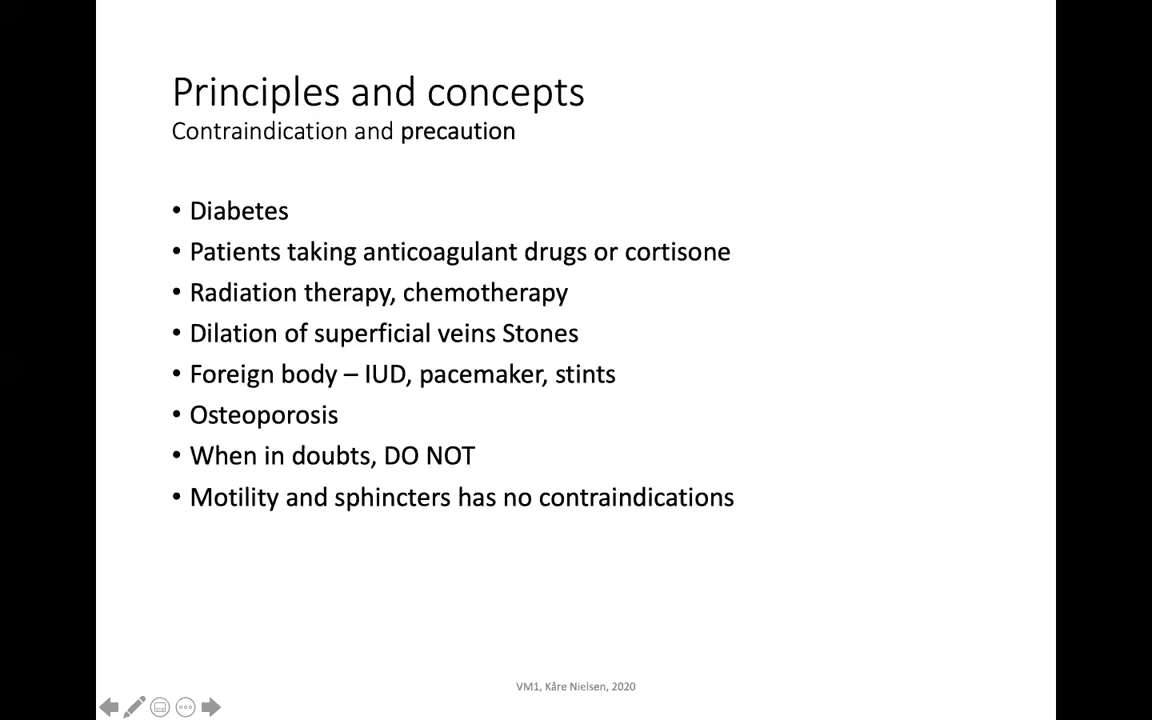 Principles and concepts
Contraindication and precaution
• Diabetes
• Patients taking anticoagulant drugs or cortisone
• Radiation therapy, chemotherapy
• Dilation of superficial veins Stones
• Foreign body – IUD, pacemaker, stints
• Osteoporosis
• When in doubts, DO NOT
• Motility and sphincters has no contraindications
VM1, Kåre Nielsen, 2020